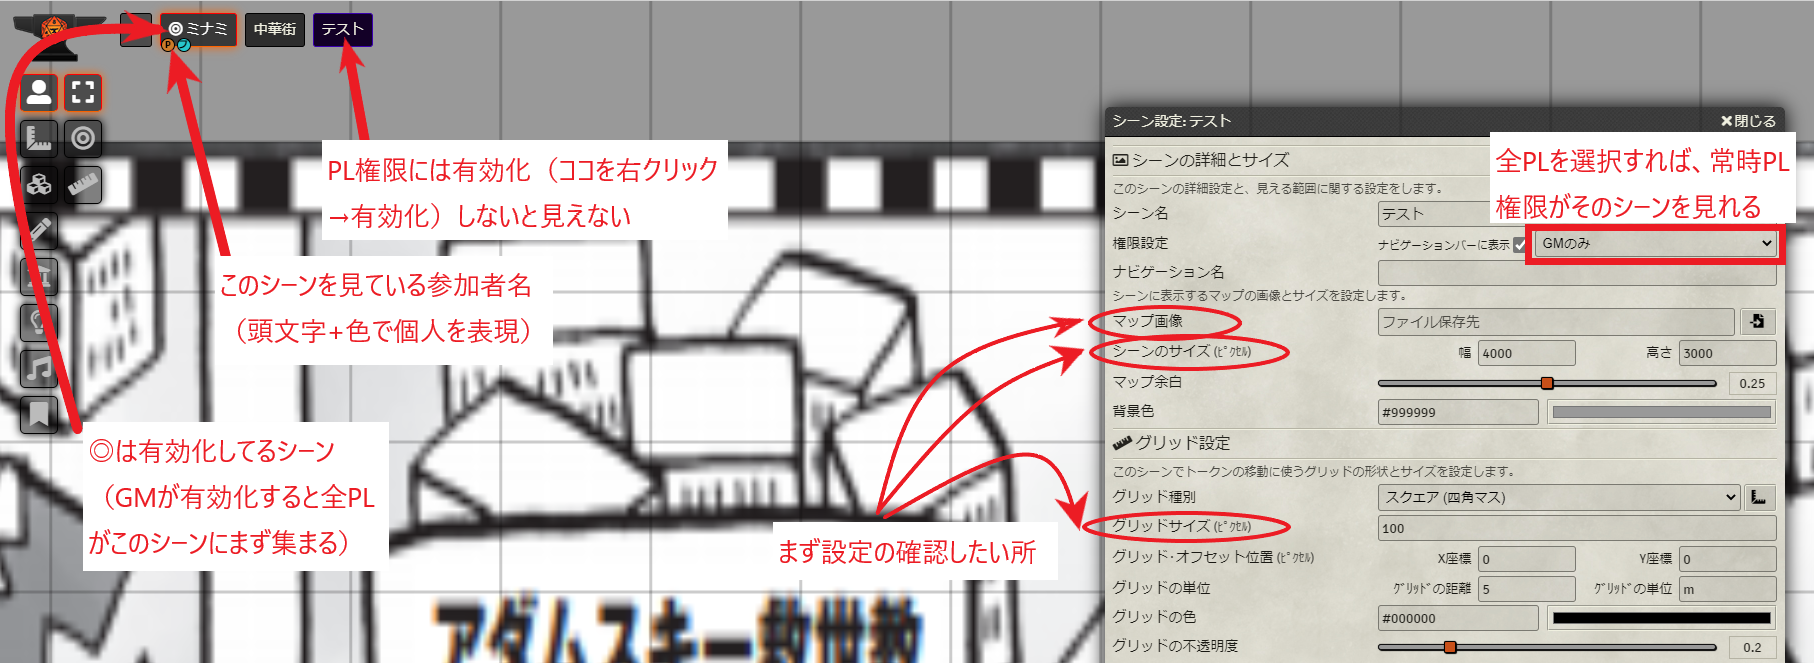 ミナミ
中華街
テスト
P
PL権限には有効化（ココを右クリック
→有効化）しないと見えない
このシーンを見ている参加者名
（頭文字+色で個人を表現）
◎は有効化してるシーン
（GMが有効化すると全PL
がこのシーンにまず集まる）
まず設定の確認したい所
アダムスキー
シーン設定: テスト
閉じる
全PLを選択すれば、常時PL
権限がそのシーンを見れる
シーンの詳細とサイズ
このシーンの詳細設定と、見える範囲に関する設定をします。
シーン名 テスト
権限設定 ナビゲーションバーに表示 GMのみ
ナビゲーション名
シーンに表示するマップの画像とサイズを設定します。
マップ画像 ファイル保存先
シーンのサイズ (ﾋﾟｸｾﾙ) 幅 4000 高さ 3000
マップ余白 0.25
背景色 #999999
グリッド設定
このシーンでトークンの移動に使うグリッドの形状とサイズを設定します。
グリッド種別 スクエア (四角マス)
グリッドサイズ (ﾋﾟｸｾﾙ) 100
グリッド･オフセット位置 (ﾋﾟｸｾﾙ) X座標 0 Y座標 0
グリッドの単位 ｸﾞﾘｯﾄﾞの距離 5 ｸﾞﾘｯﾄﾞの単位 m
グリッドの色 #000000
グリッドの不透明度 0.2